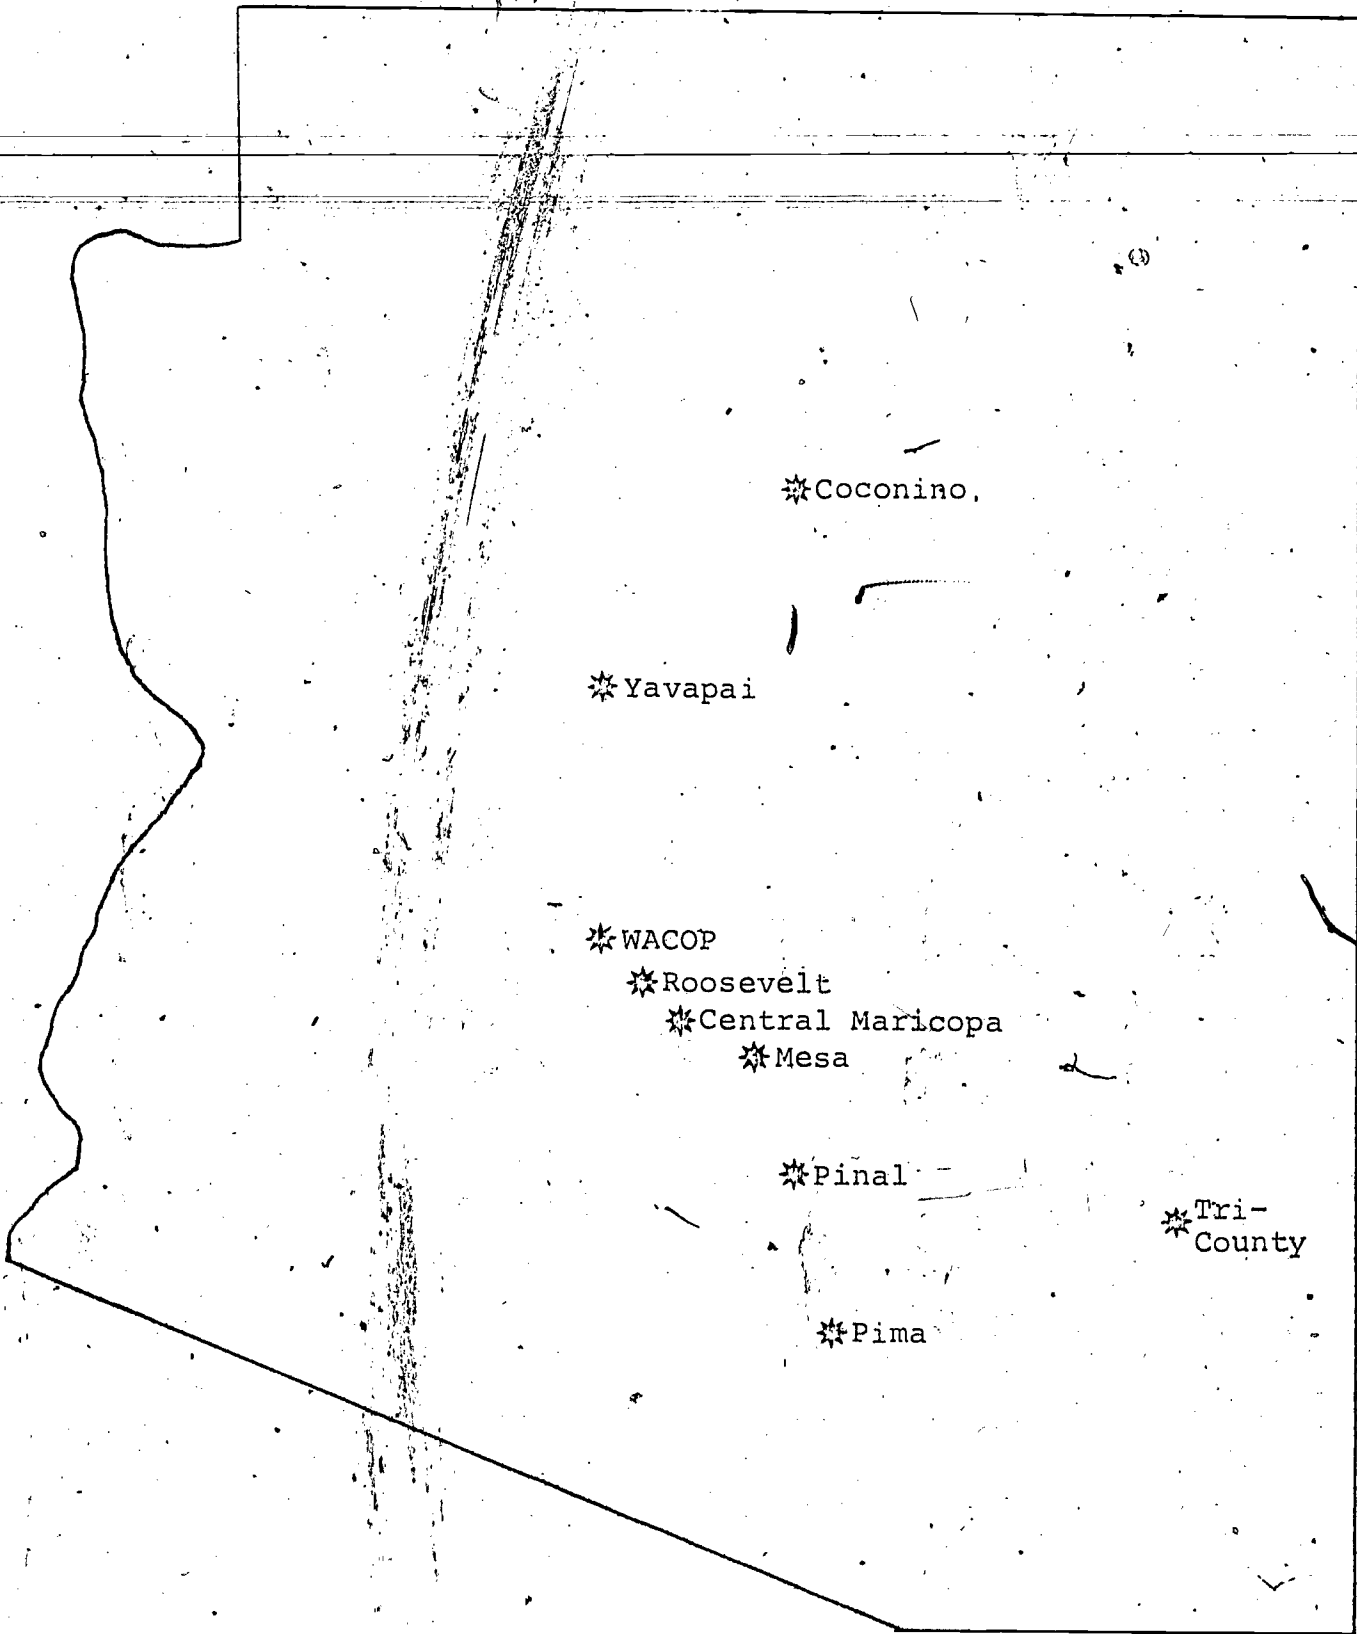 Coconino
Yavapai
WACOP
Roosevelt
Central Maricopa
Mesa
Pinal
Tri-
County
Pima